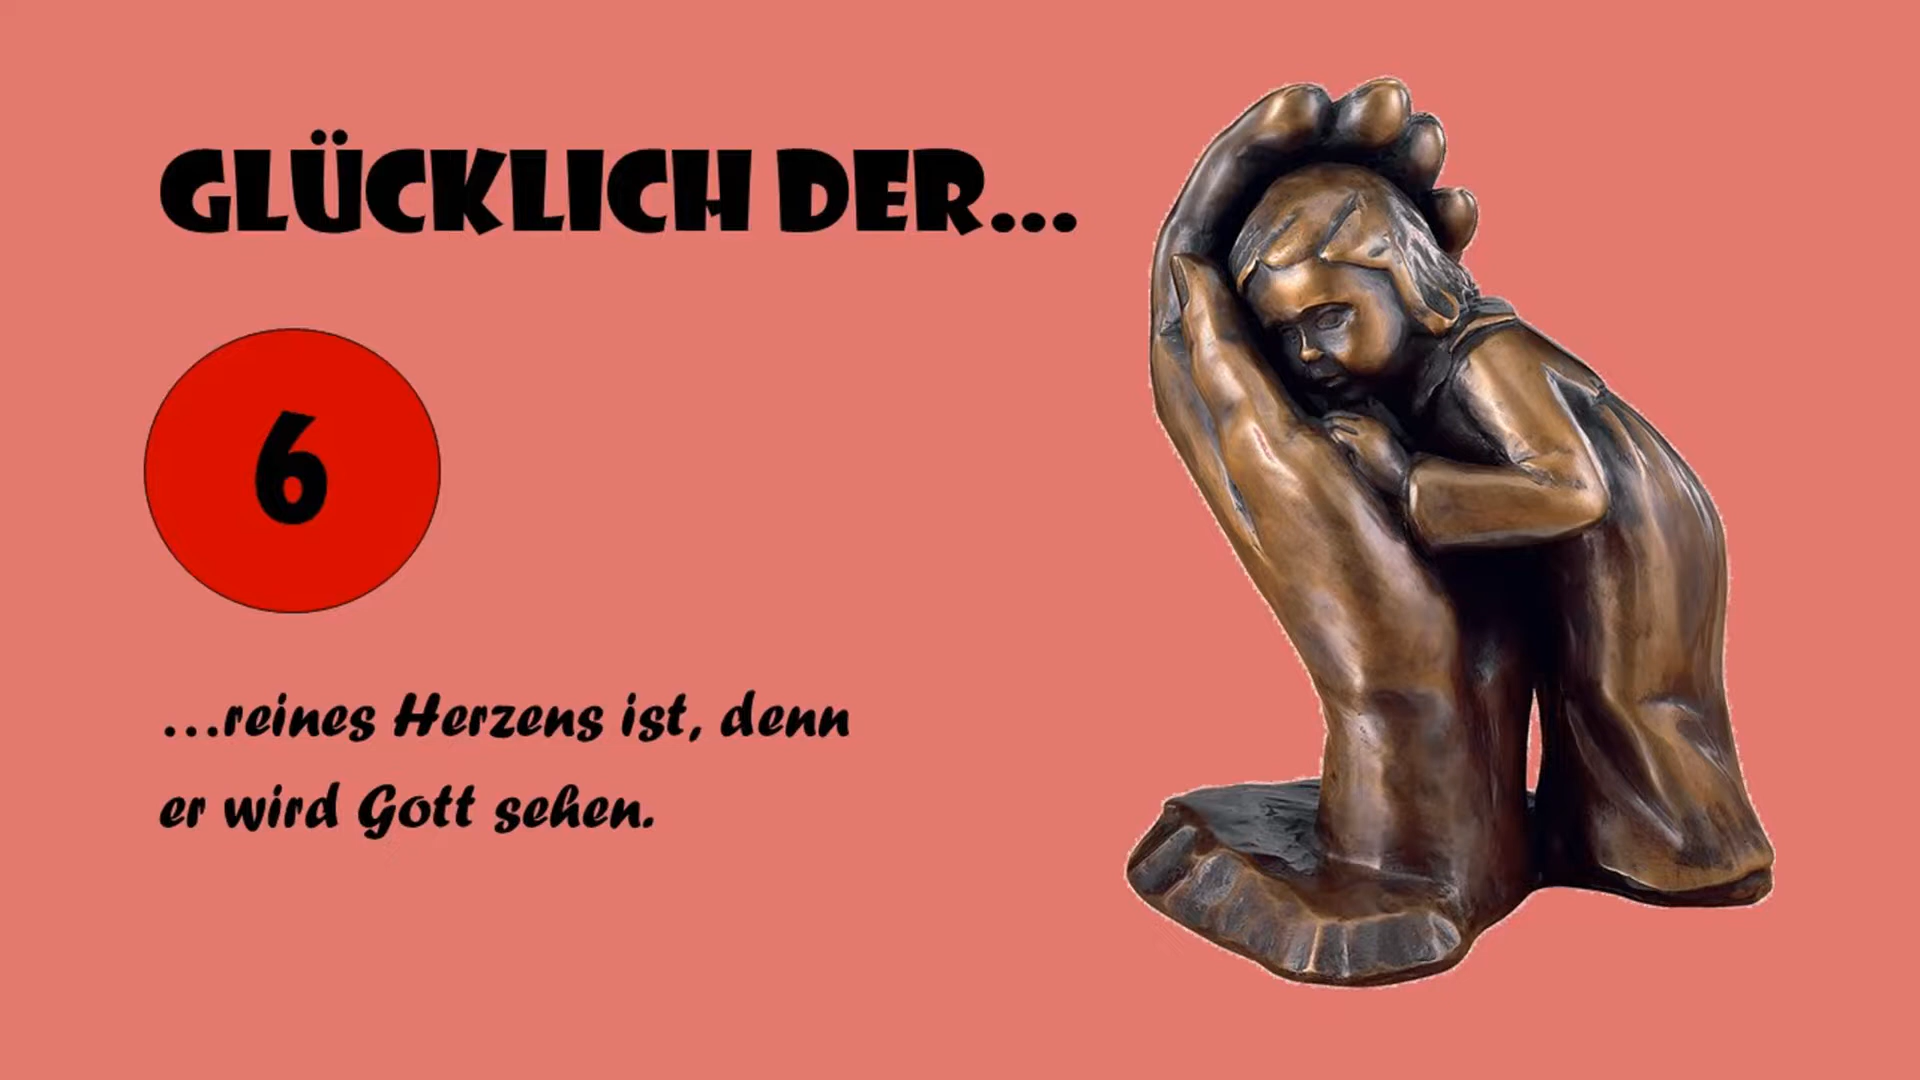 GLÜCKLICH DER...
6
...reines Herzens ist, denn
er wird Gott sehen.